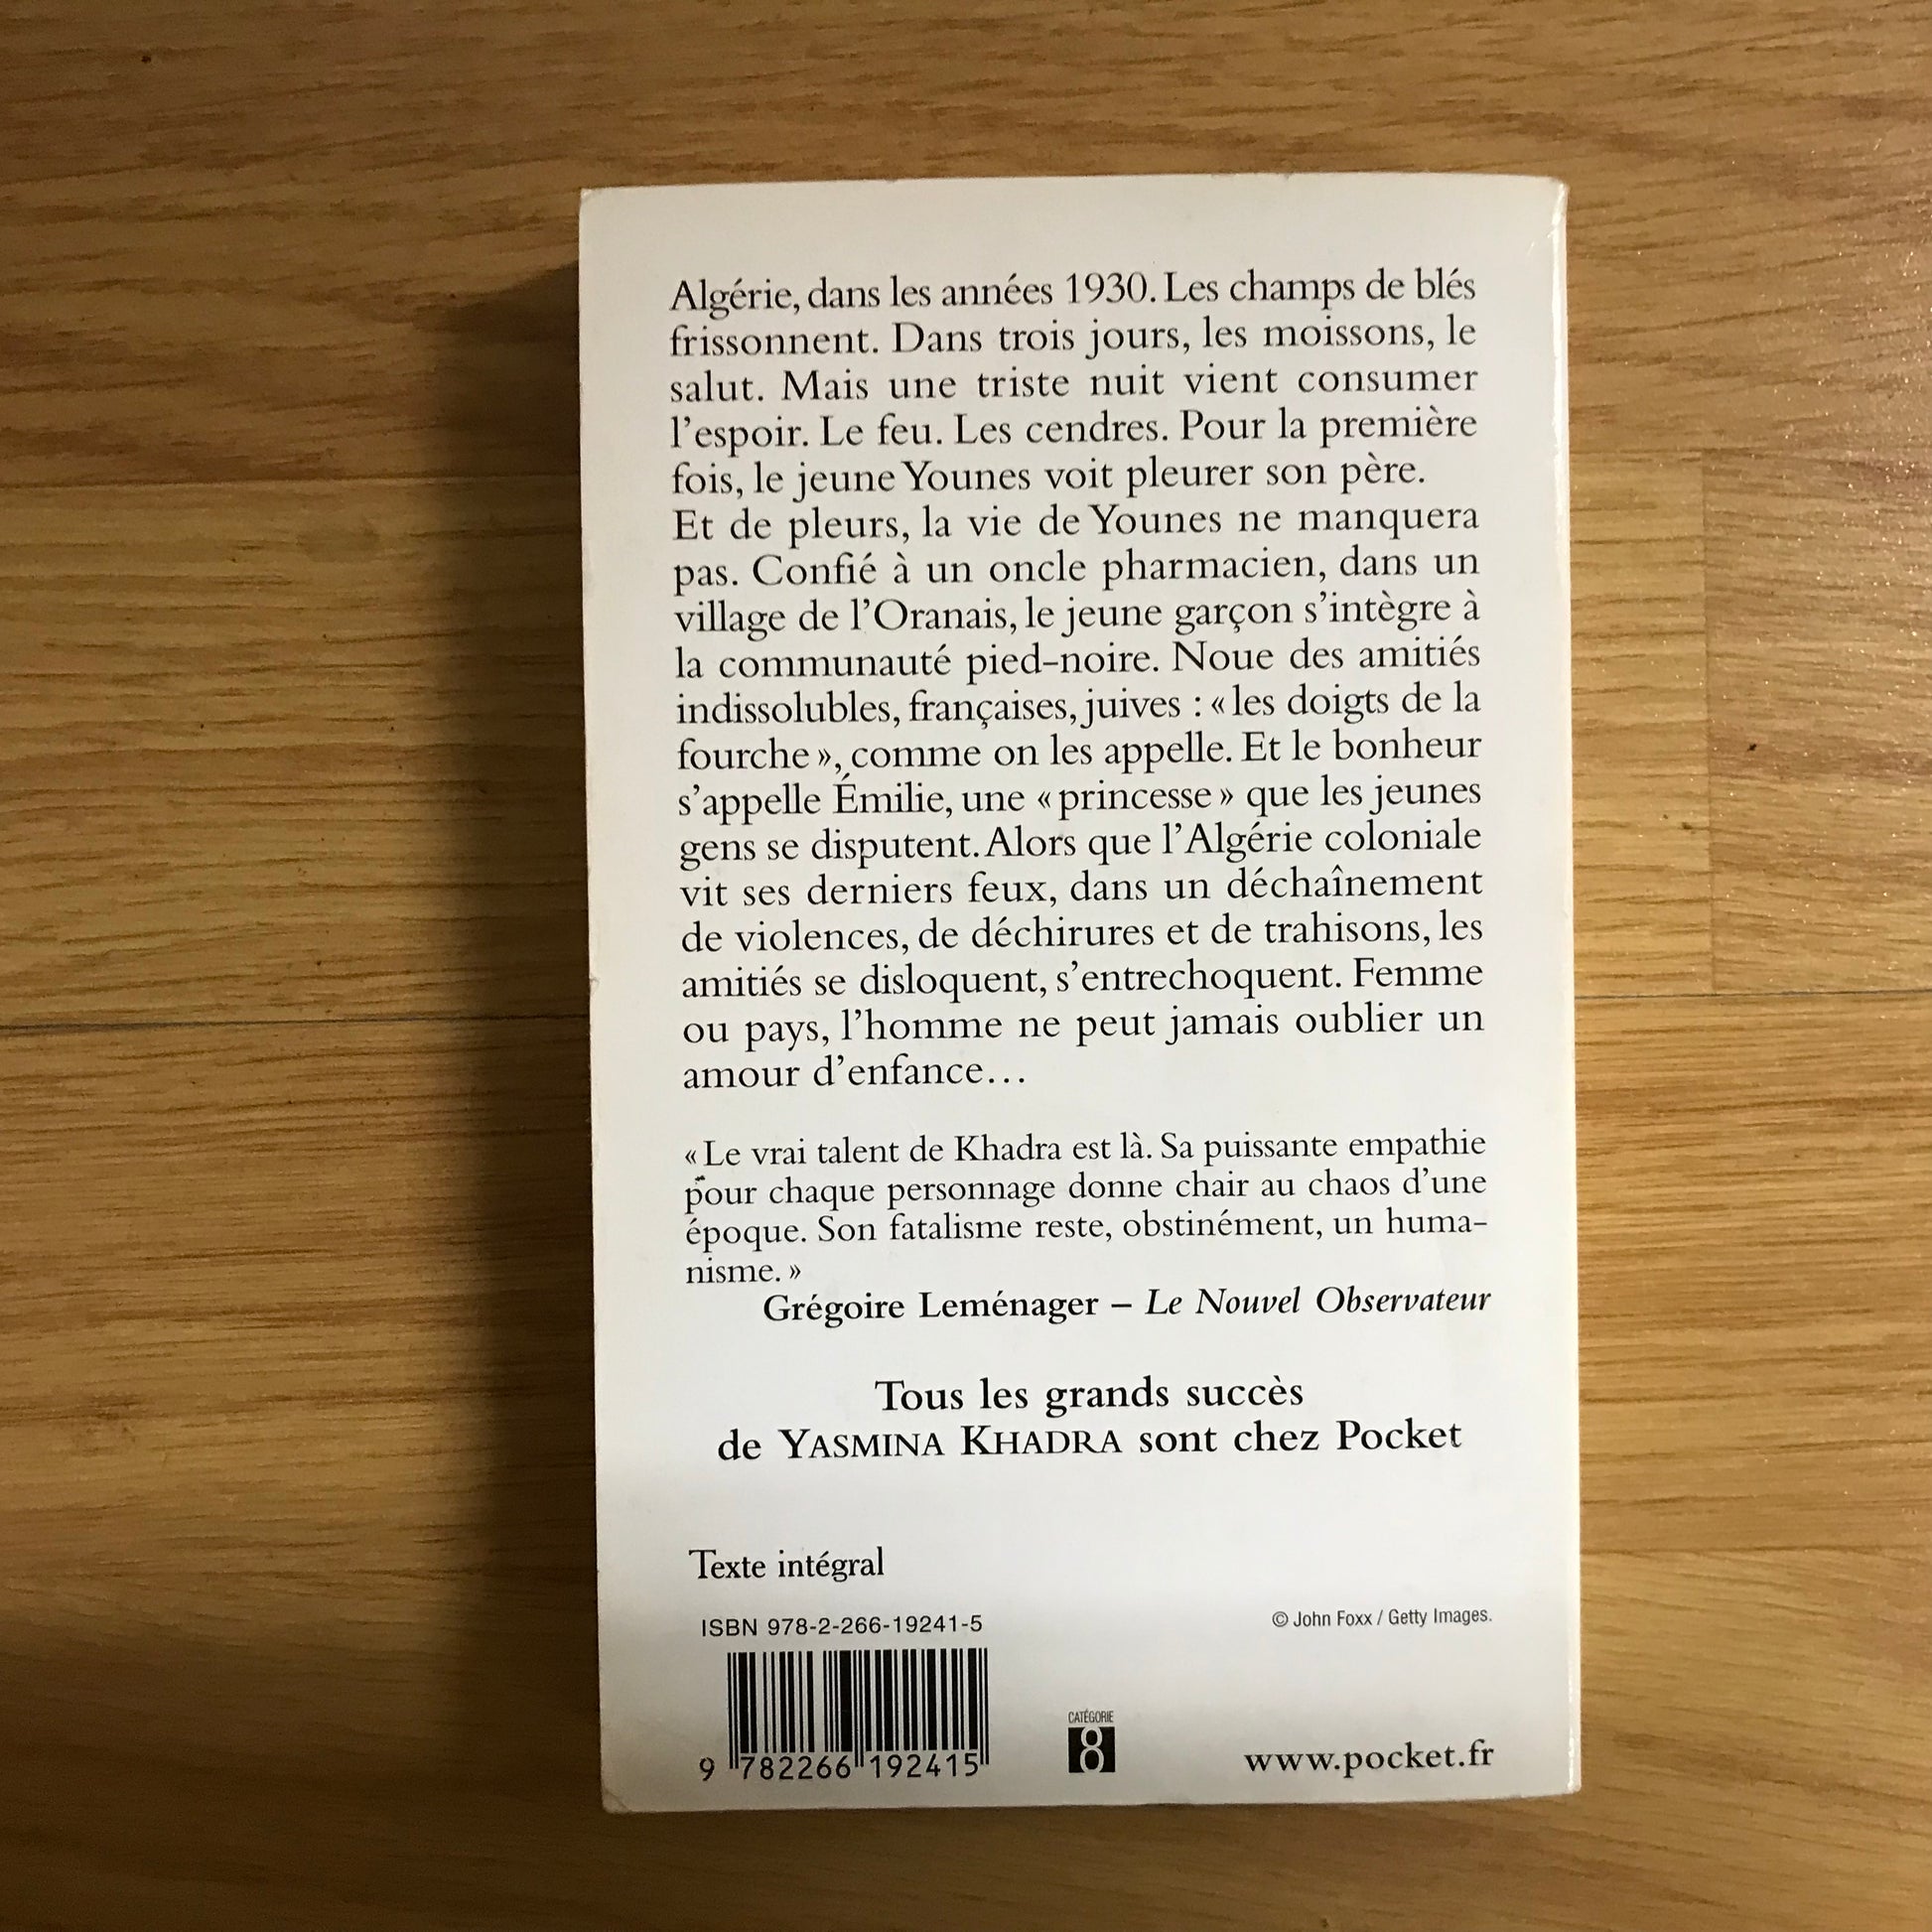 Algérie, dans les années 1930. Les champs de blés
frissonnent. Dans trois jours, les moissons, le
salut. Mais une triste nuit vient consumer
l'espoir. Le feu. Les cendres. Pour la première
fois, le jeune Younes voit pleurer son père.
Et de pleurs, la vie de Younes ne manquera
pas. Confié à un oncle pharmacien, dans un
village de l'Oranais, le jeune garçon s'intègre à
la communauté pied-noire. Noue des amitiés
indissolubles, françaises, juives : « les doigts de la
fourche », comme on les appelle. Et le bonheur
s'appelle Émilie, une « princesse » que les jeunes
gens se disputent. Alors que l'Algérie coloniale
vit ses derniers feux, dans un déchaînement
de violences, de déchirures et de trahisons, les
amitiés se disloquent, s'entrechoquent. Femme
ou pays, l'homme ne peut jamais oublier un
amour d'enfance…
« Le vrai talent de Khadra est là. Sa puissante empathie
pour chaque personnage donne chair au chaos d'une
époque. Son fatalisme reste, obstinément, un huma-
nisme. »
Grégoire Leménager – Le Nouvel Observateur
Tous les grands succès
de YASMINA KHADRA sont chez Pocket
Texte intégral
ISBN 978-2-266-19241-5
© John Foxx / Getty Images.
9 782266 192415
CATÉGORIE
8
www.pocket.fr